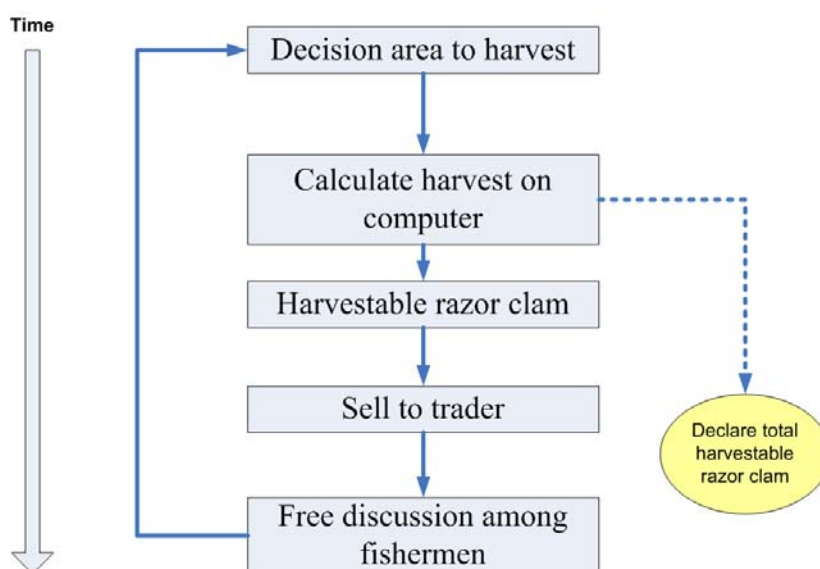 Time
Decision area to harvest
Calculate harvest on
computer
Harvestable razor clam
Sell to trader
Declare total
harvestable
razor clam
Free discussion among
fishermen